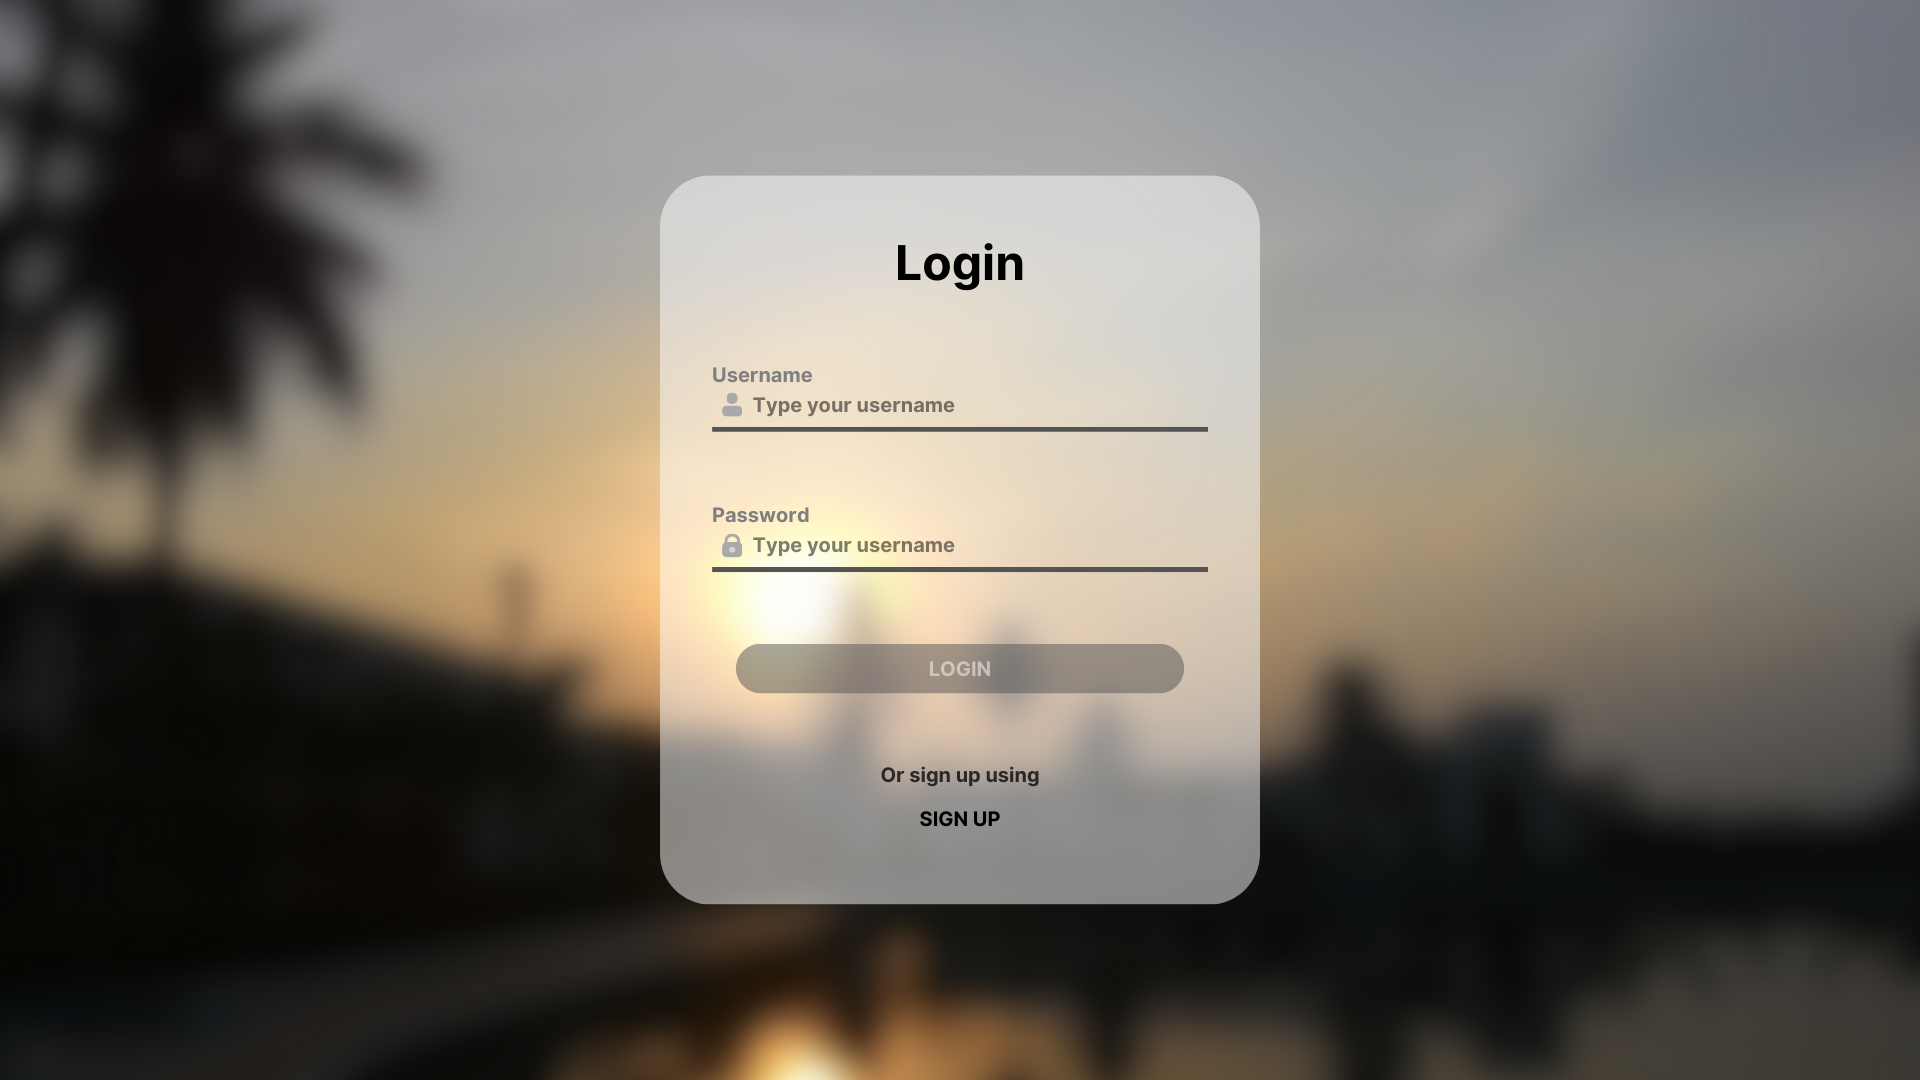 Login
Username
Type your username
Password
Type your username
LOGIN
Or sign up using
SIGN UP